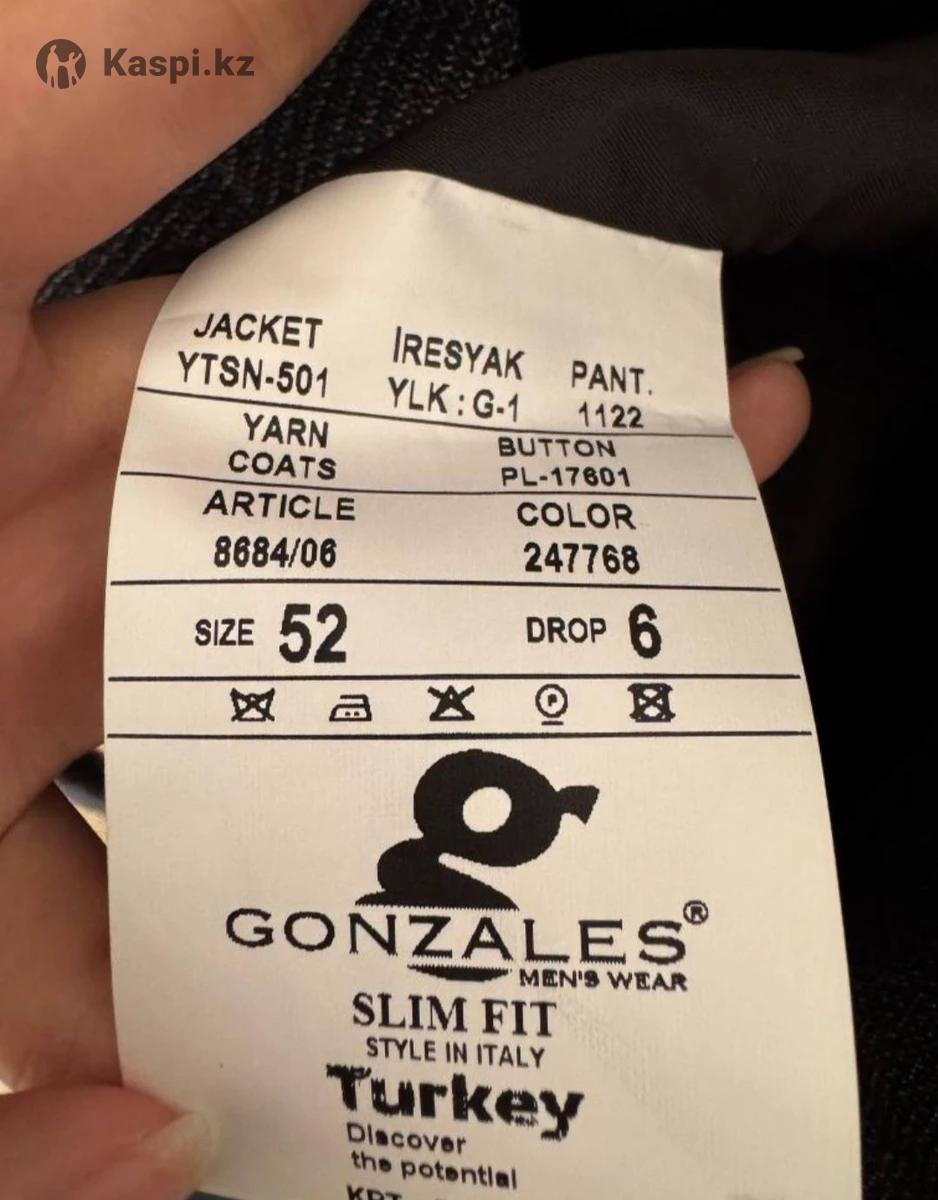 Kaspi.kz
JACKET İRESYAK PANT.
YTSN-501 YLK : G-1 1122
YARN BUTTON
COATS PL-17601
ARTICLE COLOR
8684/06 247768
SIZE 52 DROP 6
P
GONZALES®
MEN'S WEAR
SLIM FIT
STYLE IN ITALY
Turkey
Discover
the potential